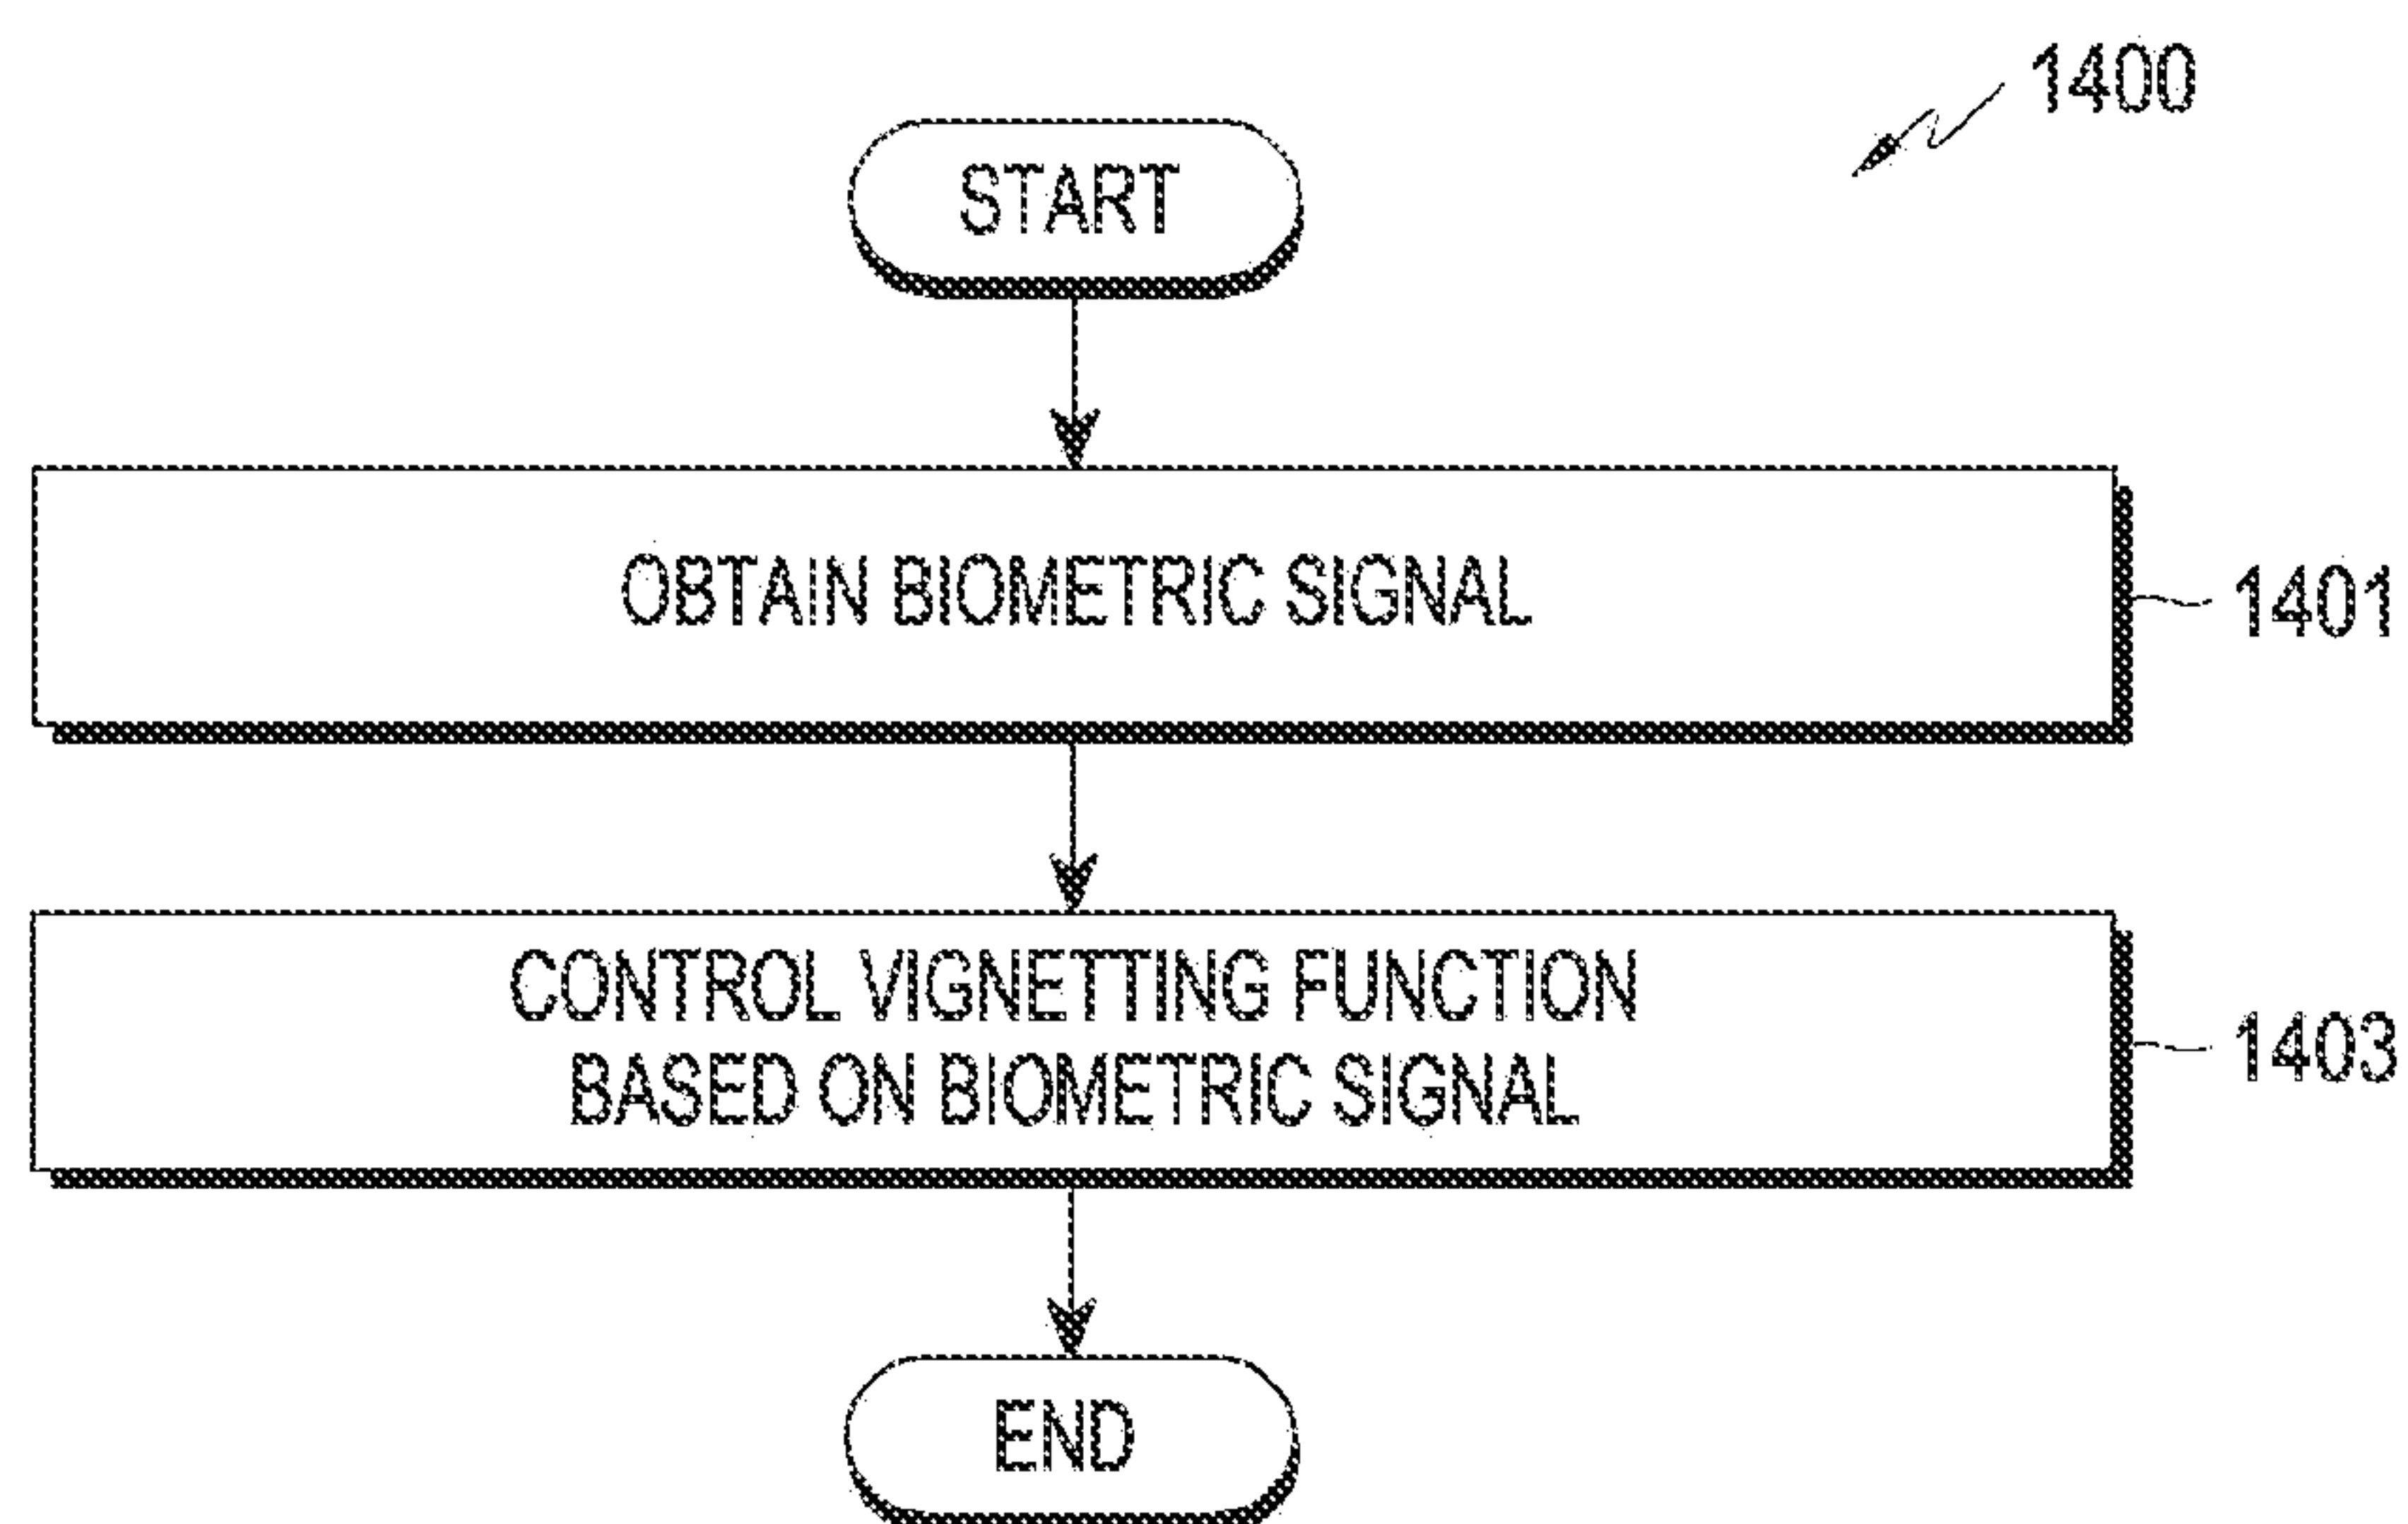 1400
START
OBTAIN BIOMETRIC SIGNAL
1401
CONTROL VIGNETTING FUNCTION
BASED ON BIOMETRIC SIGNAL
1403
END